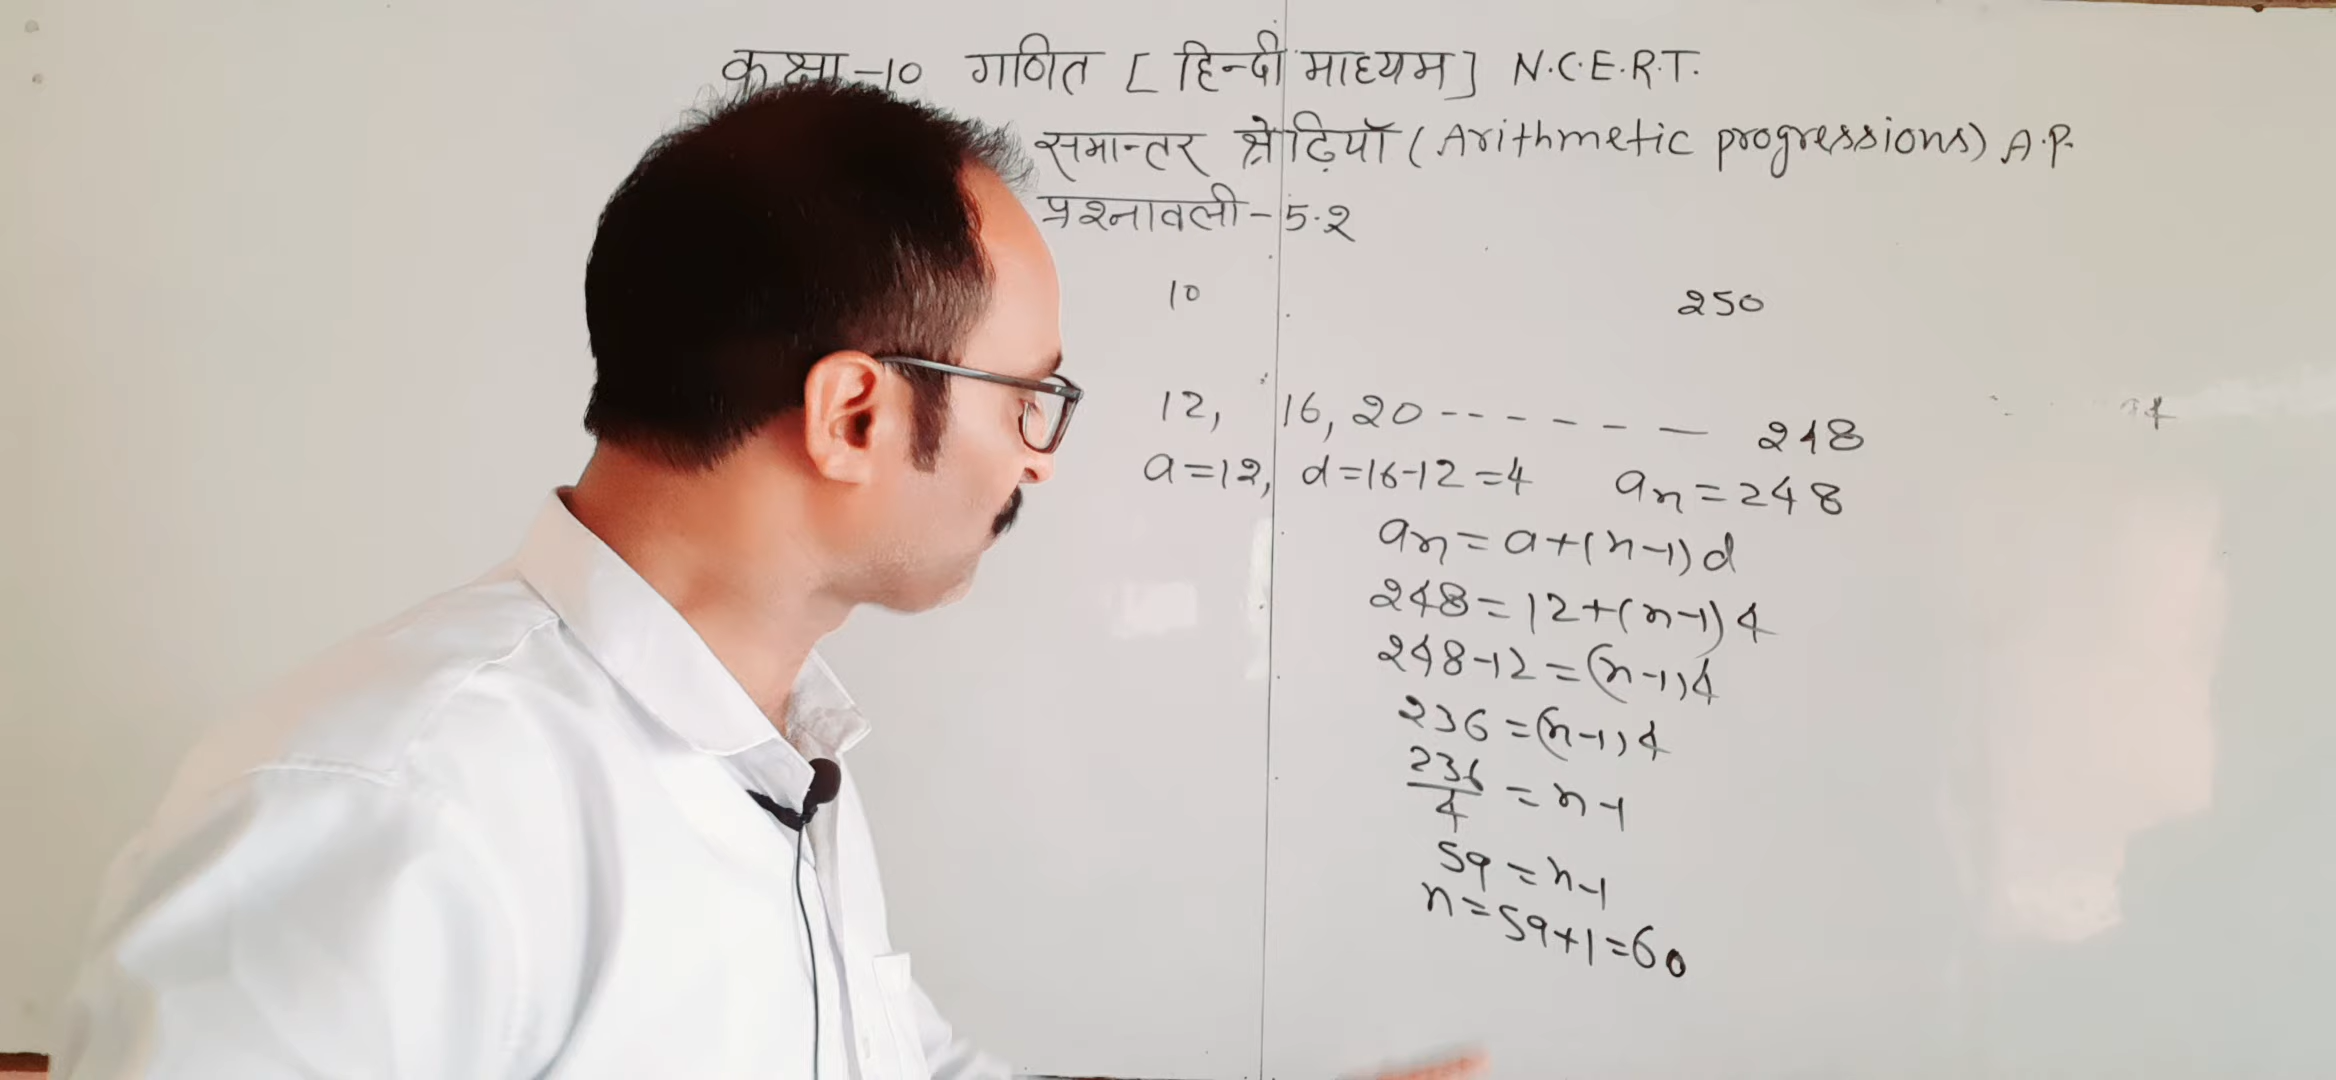 कक्षा-10 गणित [हिन्दी माध्यम] N.C.E.R.T.
समान्तर श्रेढ़ियाँ (Arithmetic progressions) A.P.
प्रश्नावली-5.2
10 250
12, 16, 20 ------- 248
a=12, d=16-12=4 an=248
an=a+(n-1)d
248=12+(n-1)4
248-12=(n-1)4
236=(n-1)4
236/4=n-1
59=n-1
n=59+1=60